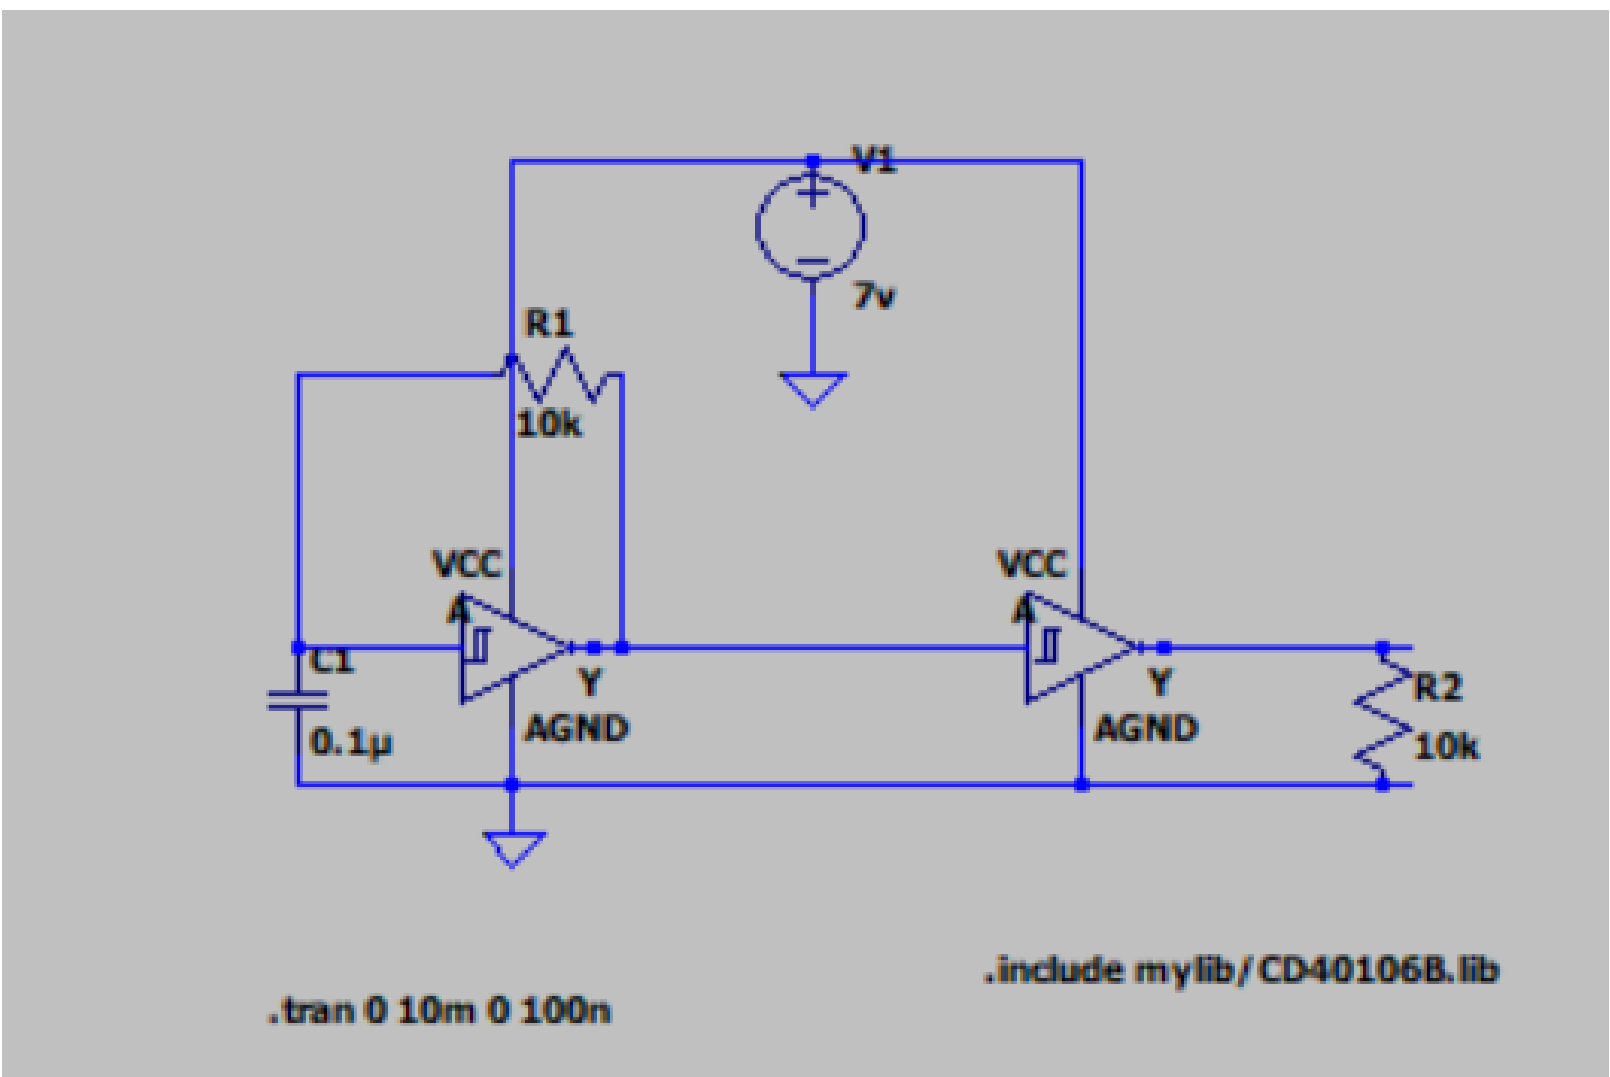 V1
7v
R1
10k
VCC
VCC
A
A
C1
Y
Y
R2
0.1µ
AGND
AGND
10k
.include mylib/CD40106B.lib
.tran 0 10m 0 100n